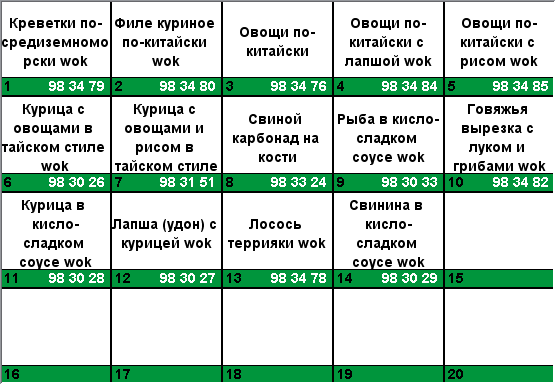 Креветки по-
средиземномо
рски wok
1 98 34 79
Филе куриное
по-китайски
wok
2 98 34 80
Овощи по-
китайски
3 98 34 76
Овощи по-
китайски с
лапшой wok
4 98 34 84
Овощи по-
китайски с
рисом wok
5 98 34 85
Курица с
овощами в
тайском стиле
wok
6 98 30 26
Курица с
овощами и
рисом в
тайском стиле
7 98 31 51
Свиной
карбонад на
кости
8 98 33 24
Рыба в кисло-
сладком
соусе wok
9 98 30 33
Говяжья
вырезка с
луком и
грибами wok
10 98 34 82
Курица в
кисло-
сладком
соусе wok
11 98 30 28
Лапша (удон) с
курицей wok
12 98 30 27
Лосось
террияки wok
13 98 34 78
Свинина в
кисло-
сладком
соусе wok
14 98 30 29
15
16
17
18
19
20